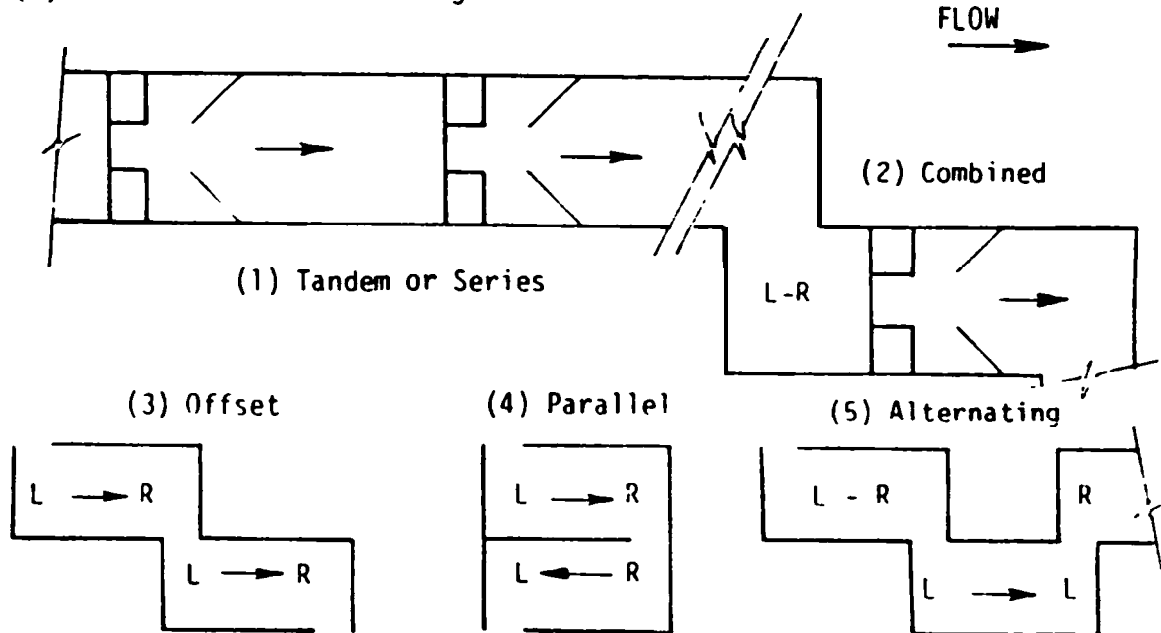 FLOW
(2) Combined
(1) Tandem or Series
L-R
(3) Offset
(4) Parallel
(5) Alternating
L R
L R
L R
L R
L - R
R
L L